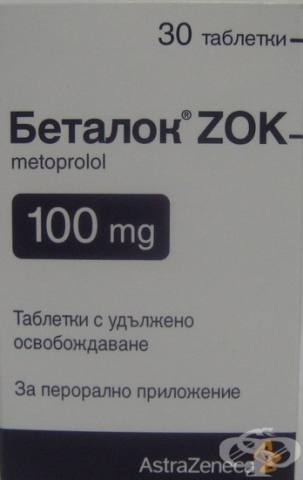 30 таблетки
Беталок® ZOK
metoprolol
100 mg
Таблетки с удължено
освобождаване
За перорално приложение
AstraZeneca